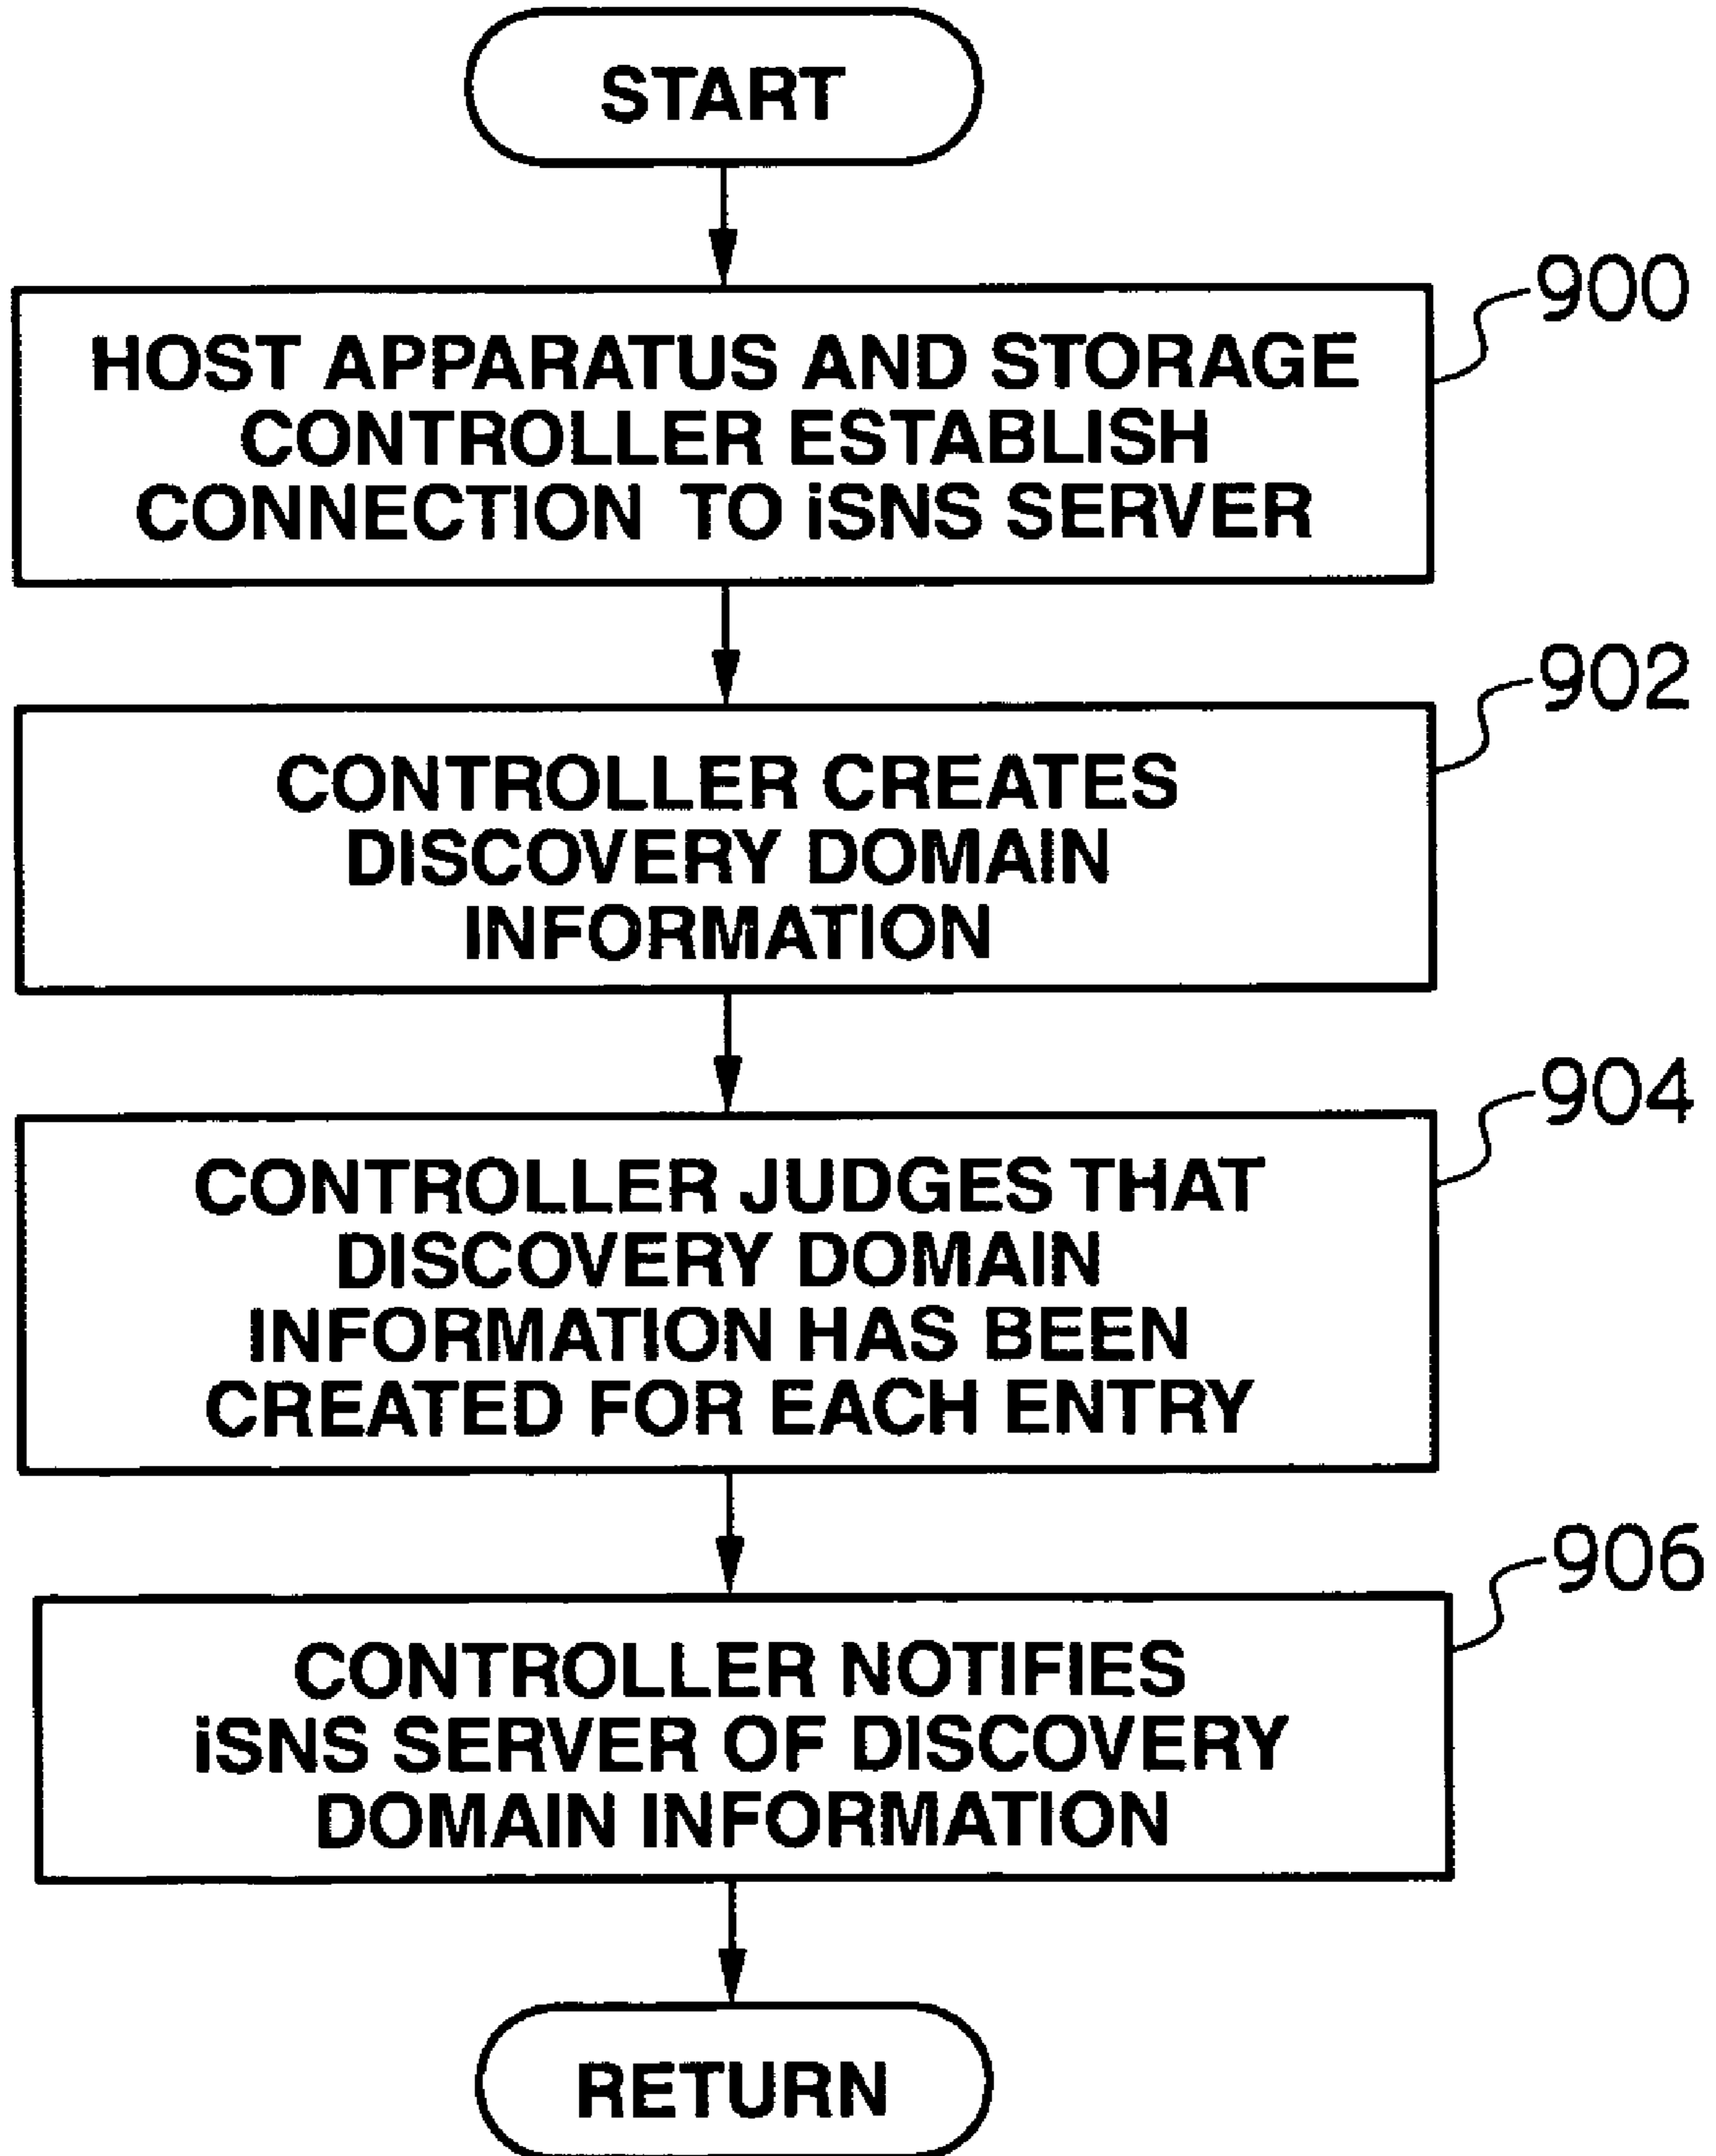 START
900
HOST APPARATUS AND STORAGE
CONTROLLER ESTABLISH
CONNECTION TO iSNS SERVER
902
CONTROLLER CREATES
DISCOVERY DOMAIN
INFORMATION
904
CONTROLLER JUDGES THAT
DISCOVERY DOMAIN
INFORMATION HAS BEEN
CREATED FOR EACH ENTRY
906
CONTROLLER NOTIFIES
iSNS SERVER OF DISCOVERY
DOMAIN INFORMATION
RETURN